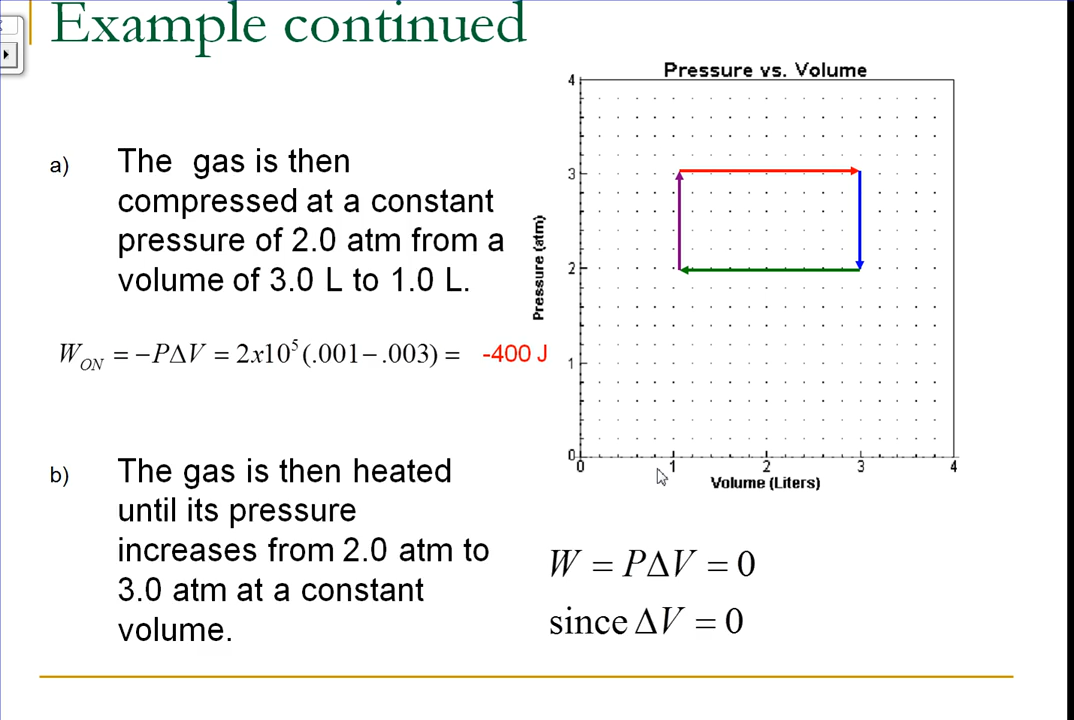 Example continued
a) The gas is then
compressed at a constant
pressure of 2.0 atm from a
volume of 3.0 L to 1.0 L.
W_ON = −PΔV = 2x10⁵(.001−.003) = -400 J
b) The gas is then heated
until its pressure
increases from 2.0 atm to
3.0 atm at a constant
volume.
Pressure vs. Volume
Pressure (atm)
4
3
2
1
0
0 1 2 3 4
Volume (Liters)
W = PΔV = 0
since ΔV = 0